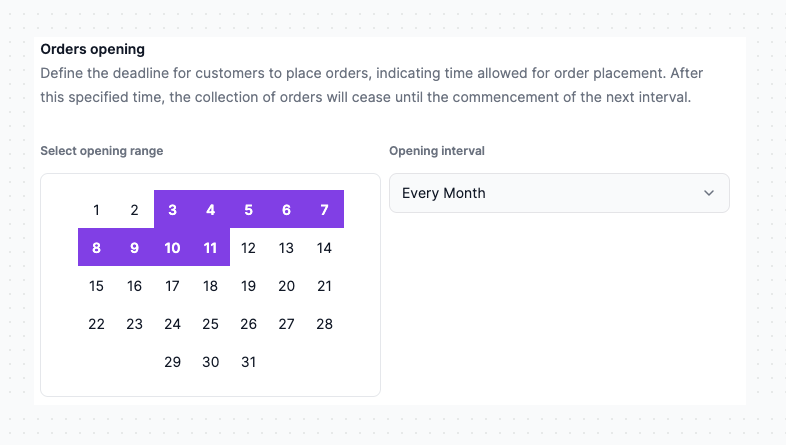 Orders opening
Define the deadline for customers to place orders, indicating time allowed for order placement. After
this specified time, the collection of orders will cease until the commencement of the next interval.
Select opening range
1 2 3 4 5 6 7
8 9 10 11 12 13 14
15 16 17 18 19 20 21
22 23 24 25 26 27 28
29 30 31
Opening interval
Every Month